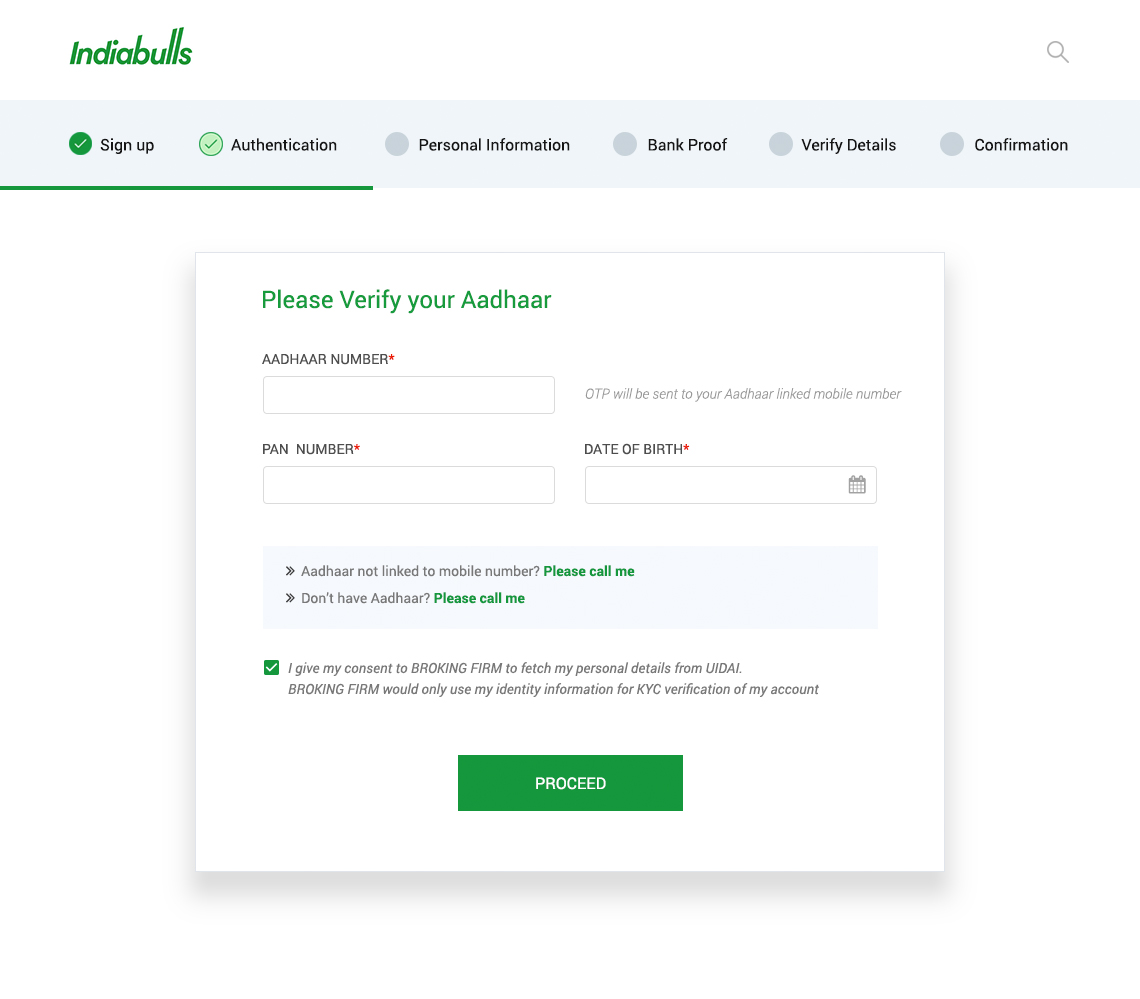 Indiabulls
Sign up
Authentication
Personal Information
Bank Proof
Verify Details
Confirmation
Please Verify your Aadhaar
AADHAAR NUMBER*
OTP will be sent to your Aadhaar linked mobile number
PAN  NUMBER*
DATE OF BIRTH*
Aadhaar not linked to mobile number? Please call me
Don't have Aadhaar? Please call me
I give my consent to BROKING FIRM to fetch my personal details from UIDAI.
BROKING FIRM would only use my identity information for KYC verification of my account
PROCEED